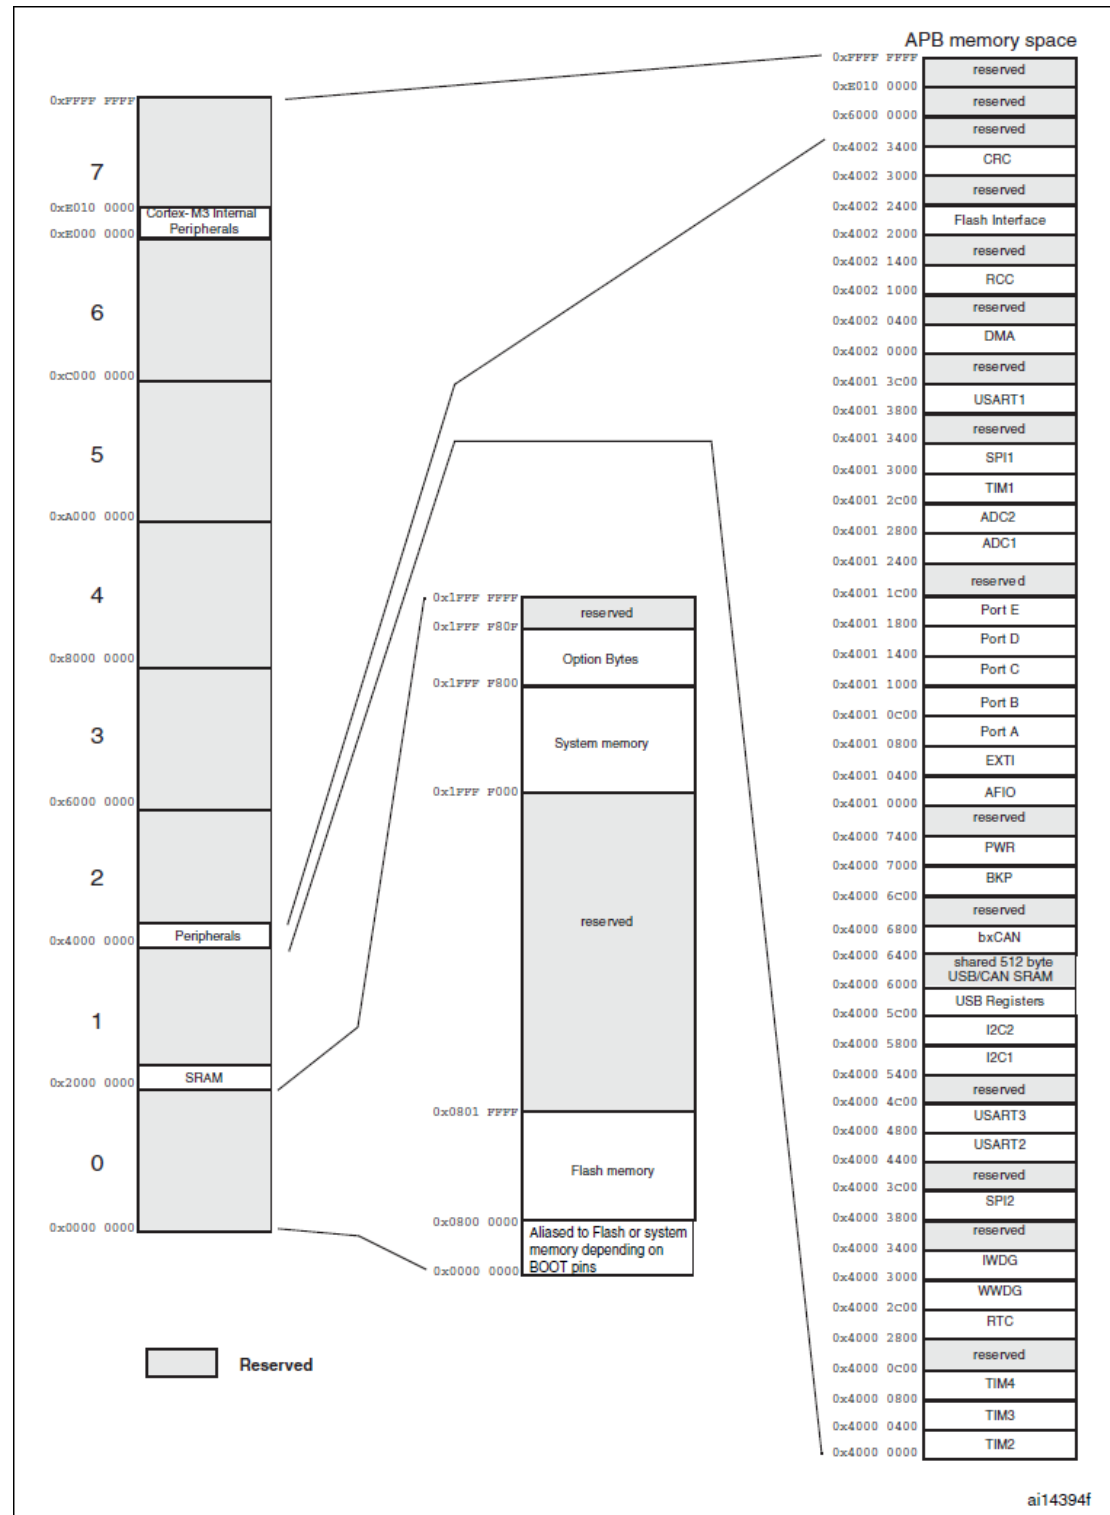 0xFFFF FFFF
7
0xE010 0000
Cortex-M3 Internal
Peripherals
0xE000 0000
6
0xC000 0000
5
0xA000 0000
4
0x8000 0000
3
0x6000 0000
2
Peripherals
0x4000 0000
1
SRAM
0x2000 0000
0
0x0000 0000
Reserved
0x1FFF FFFF
reserved
0x1FFF F80F
Option Bytes
0x1FFF F800
System memory
0x1FFF F000
reserved
0x0801 FFFF
Flash memory
0x0800 0000
Aliased to Flash or system
memory depending on
BOOT pins
0x0000 0000
APB memory space
0xFFFF FFFF
reserved
0xE010 0000
reserved
0x6000 0000
reserved
0x4002 3400
CRC
0x4002 3000
reserved
0x4002 2400
Flash Interface
0x4002 2000
reserved
0x4002 1400
RCC
0x4002 1000
reserved
0x4002 0400
DMA
0x4002 0000
reserved
0x4001 3C00
USART1
0x4001 3800
reserved
0x4001 3400
SPI1
0x4001 3000
TIM1
0x4001 2C00
ADC2
0x4001 2800
ADC1
0x4001 2400
reserved
0x4001 1C00
Port E
0x4001 1800
Port D
0x4001 1400
Port C
0x4001 1000
Port B
0x4001 0C00
Port A
0x4001 0800
EXTI
0x4001 0400
AFIO
0x4001 0000
reserved
0x4000 7400
PWR
0x4000 7000
BKP
0x4000 6C00
reserved
0x4000 6800
bxCAN
0x4000 6400
shared 512 byte
USB/CAN SRAM
0x4000 6000
USB Registers
0x4000 5C00
I2C2
0x4000 5800
I2C1
0x4000 5400
reserved
0x4000 4C00
USART3
0x4000 4800
USART2
0x4000 4400
reserved
0x4000 3C00
SPI2
0x4000 3800
reserved
0x4000 3400
IWDG
0x4000 3000
WWDG
0x4000 2C00
RTC
0x4000 2800
reserved
0x4000 0C00
TIM4
0x4000 0800
TIM3
0x4000 0400
TIM2
0x4000 0000
ai14394f